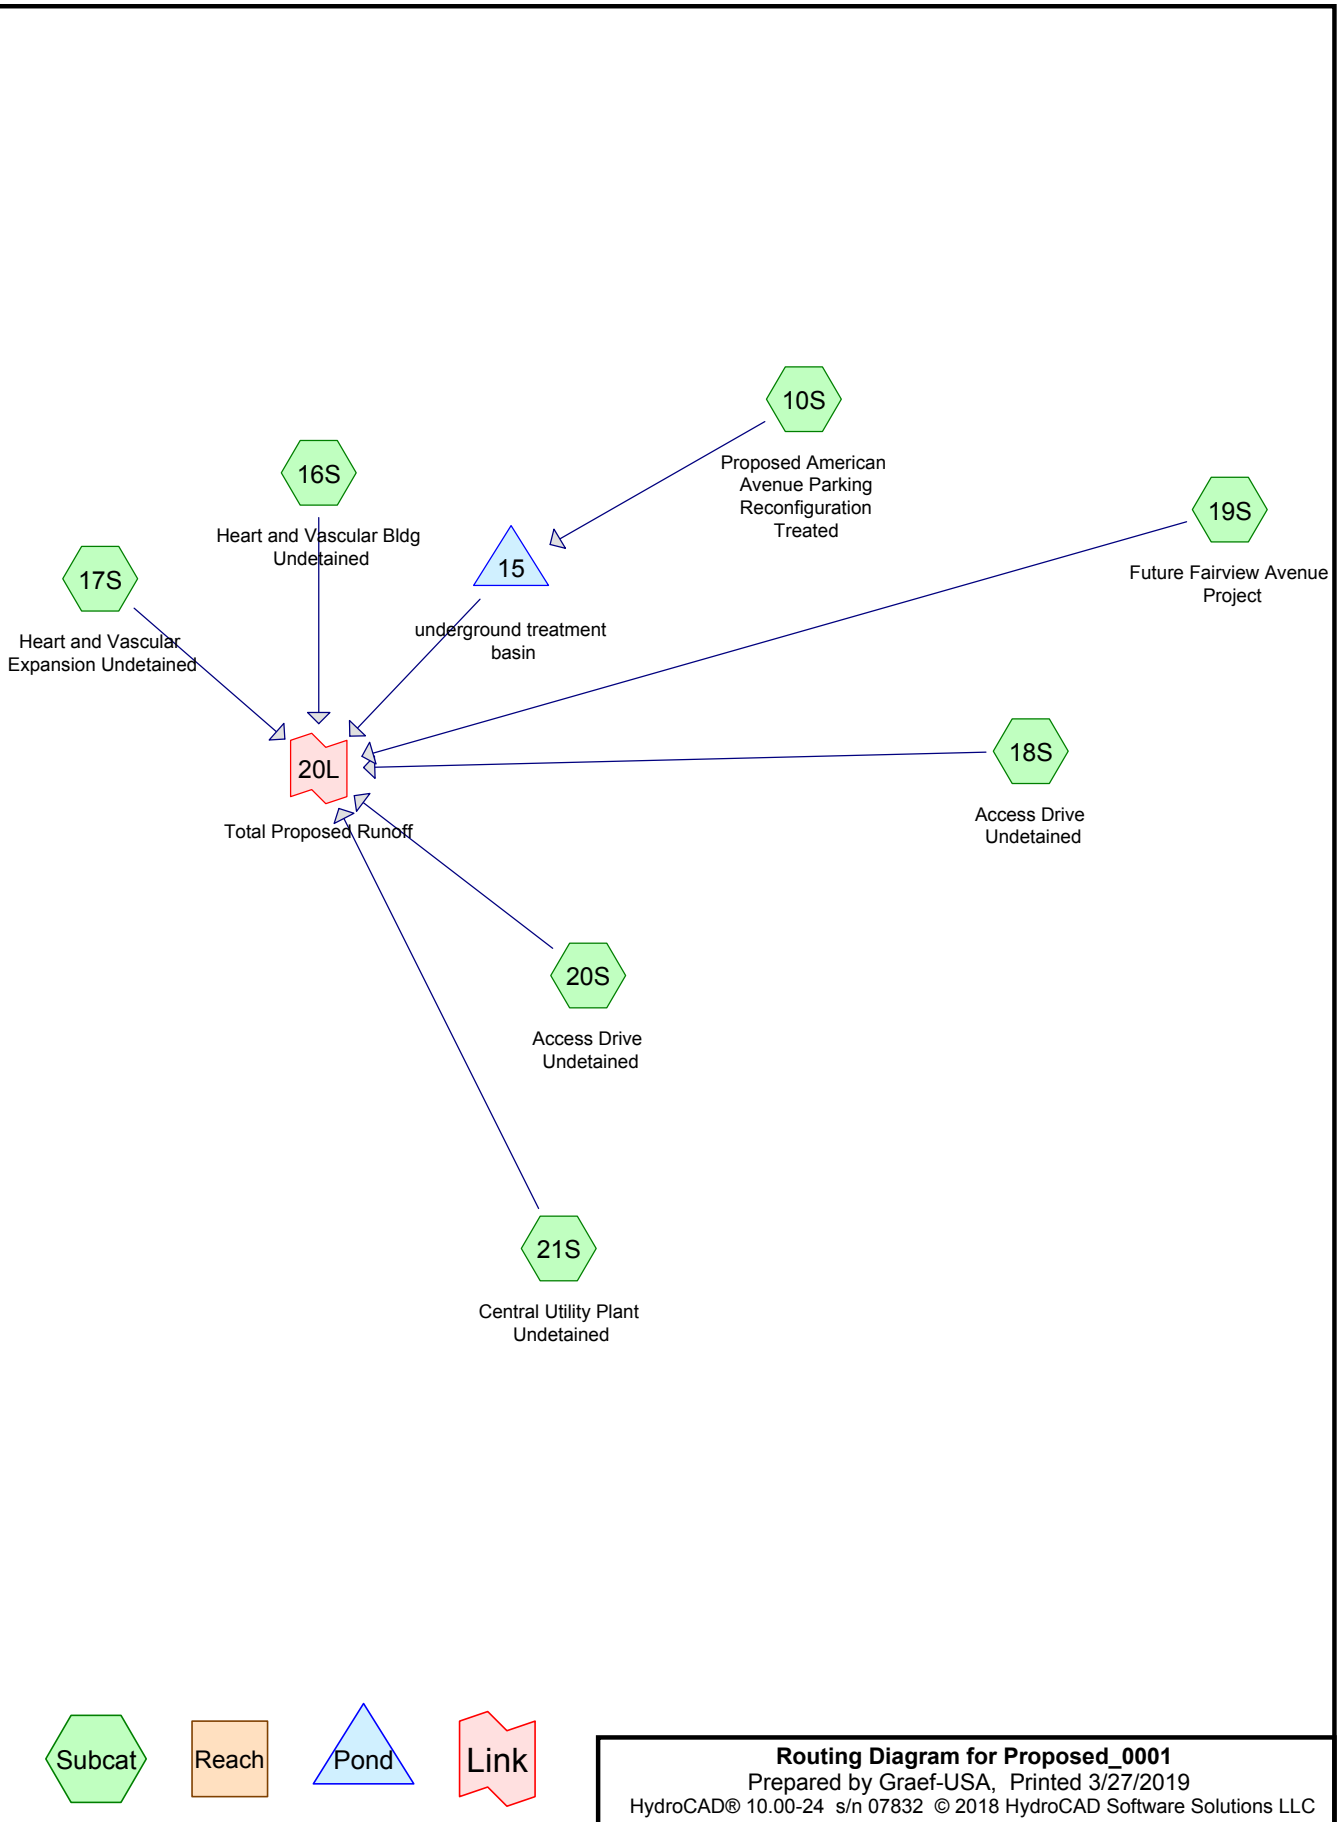 10S
Proposed American
Avenue Parking
Reconfiguration
Treated
16S
Heart and Vascular Bldg
Undetained
19S
Future Fairview Avenue
Project
15
underground treatment
basin
17S
Heart and Vascular
Expansion Undetained
20L
Total Proposed Runoff
18S
Access Drive
Undetained
20S
Access Drive
Undetained
21S
Central Utility Plant
Undetained
Subcat
Reach
Pond
Link
Routing Diagram for Proposed_0001
Prepared by Graef-USA, Printed 3/27/2019
HydroCAD® 10.00-24 s/n 07832 © 2018 HydroCAD Software Solutions LLC